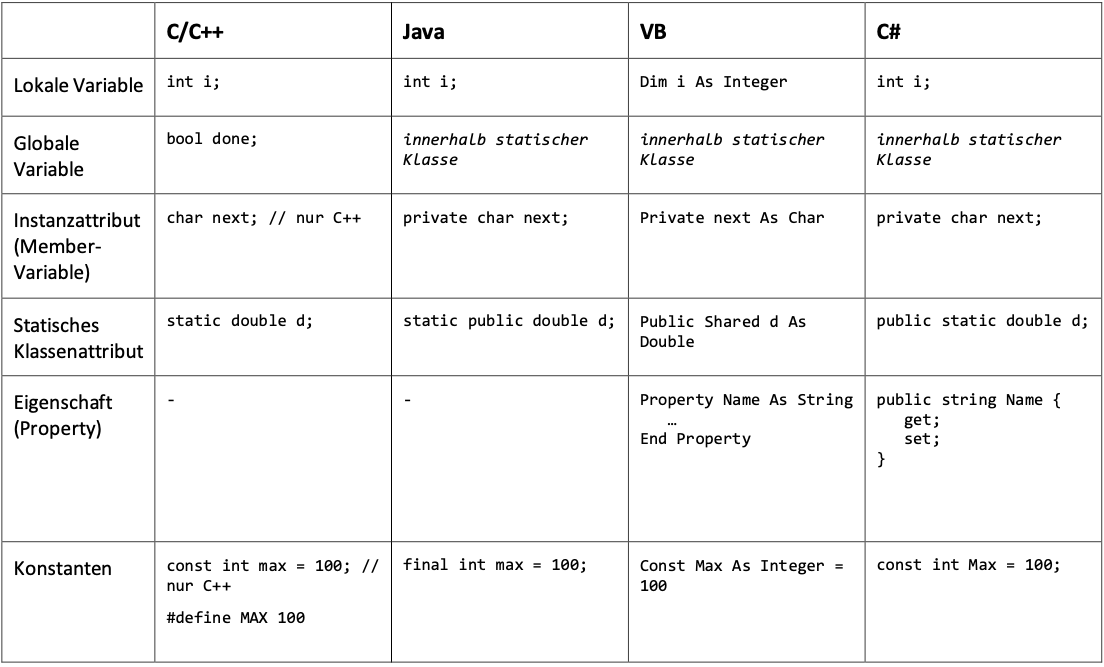 C/C++ Java VB C#
Lokale Variable int i; int i; Dim i As Integer int i;
Globale
Variable
bool done;
innerhalb statischer
Klasse
innerhalb statischer
Klasse
innerhalb statischer
Klasse
Instanzattribut
(Member-
Variable)
char next; // nur C++
private char next;
Private next As Char
private char next;
Statisches
Klassenattribut
static double d;
static public double d;
Public Shared d As
Double
public static double d;
Eigenschaft
(Property)
-
-
Property Name As String
…
End Property
public string Name {
get;
set;
}
Konstanten
const int max = 100; //
nur C++
#define MAX 100
final int max = 100;
Const Max As Integer =
100
const int Max = 100;